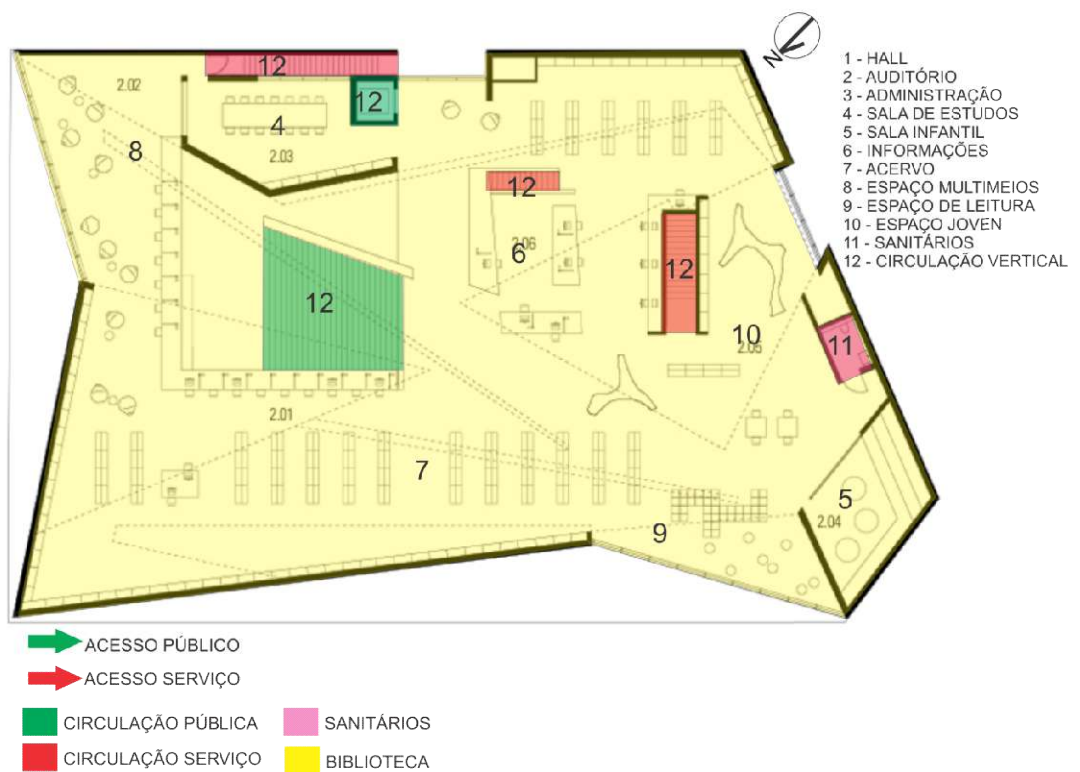 N
1 - HALL
2 - AUDITÓRIO
3 - ADMINISTRAÇÃO
4 - SALA DE ESTUDOS
5 - SALA INFANTIL
6 - INFORMAÇÕES
7 - ACERVO
8 - ESPAÇO MULTIMEIOS
9 - ESPAÇO DE LEITURA
10 - ESPAÇO JOVEN
11 - SANITÁRIOS
12 - CIRCULAÇÃO VERTICAL
12
2.02
12
4
8
2.03
12
2.06
6
12
12
10
2.05
11
2.01
7
5
2.04
9
ACESSO PÚBLICO
ACESSO SERVIÇO
CIRCULAÇÃO PÚBLICA
SANITÁRIOS
CIRCULAÇÃO SERVIÇO
BIBLIOTECA